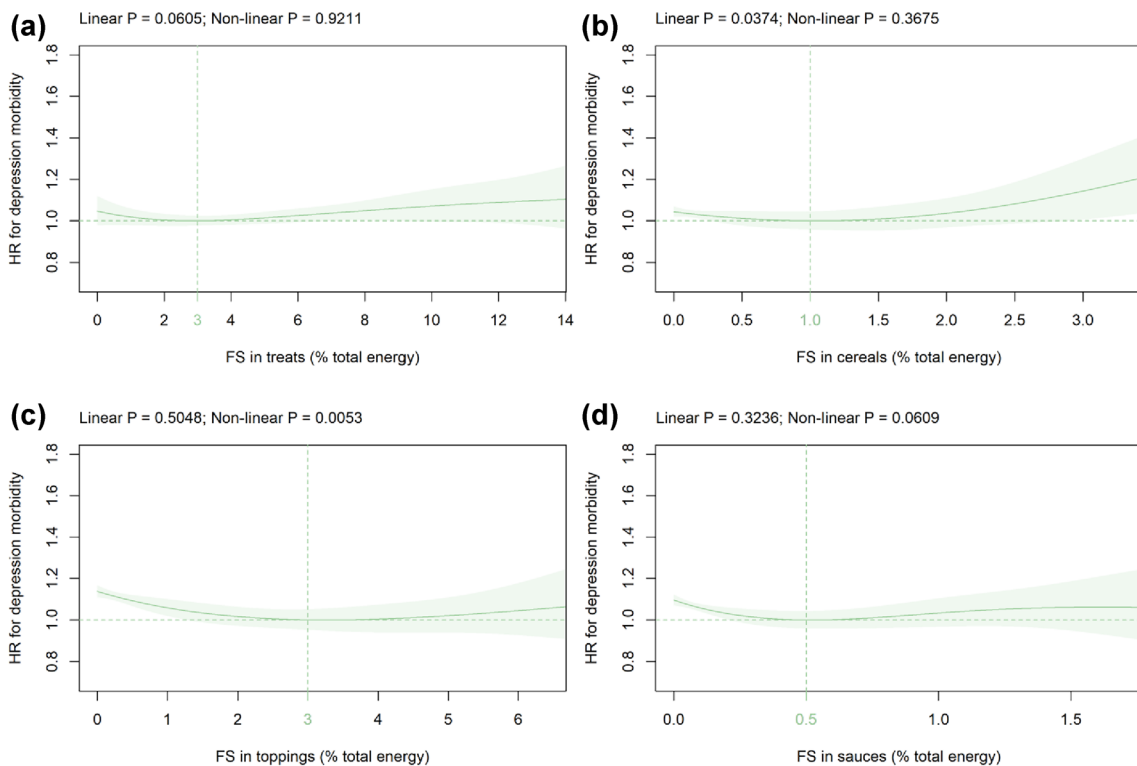 (a)
Linear P = 0.0605; Non-linear P = 0.9211
HR for depression morbidity
1.8
1.6
1.4
1.2
1.0
0.8
0 2 3 4 6 8 10 12 14
FS in treats (% total energy)
(b)
Linear P = 0.0374; Non-linear P = 0.3675
HR for depression morbidity
1.8
1.6
1.4
1.2
1.0
0.8
0.0 0.5 1.0 1.5 2.0 2.5 3.0
FS in cereals (% total energy)
(c)
Linear P = 0.5048; Non-linear P = 0.0053
HR for depression morbidity
1.8
1.6
1.4
1.2
1.0
0.8
0 1 2 3 4 5 6
FS in toppings (% total energy)
(d)
Linear P = 0.3236; Non-linear P = 0.0609
HR for depression morbidity
1.8
1.6
1.4
1.2
1.0
0.8
0.0 0.5 1.0 1.5
FS in sauces (% total energy)